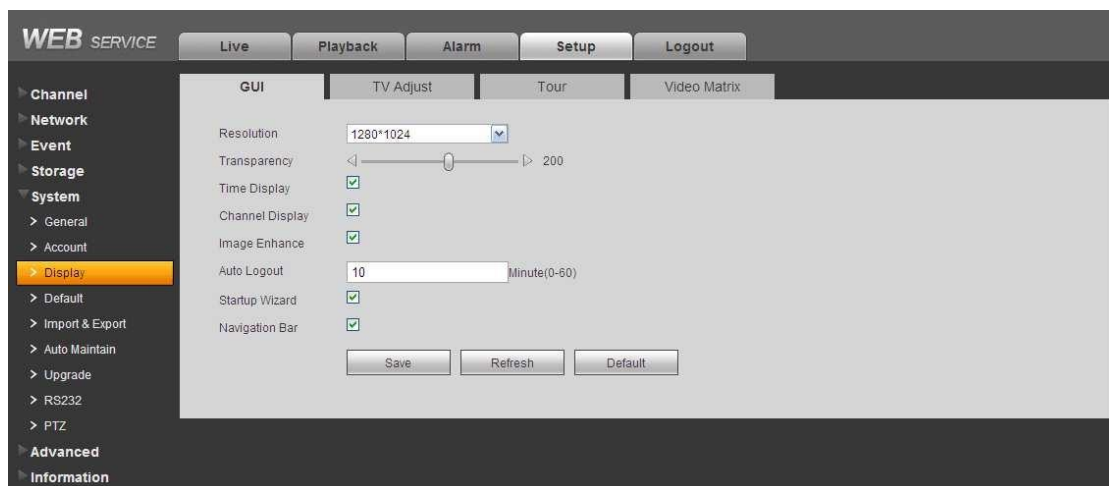 WEB SERVICE
Live Playback Alarm Setup Logout
GUI TV Adjust Tour Video Matrix
Channel
Network
Event
Storage
System
General
Account
Display
Default
Import & Export
Auto Maintain
Upgrade
RS232
PTZ
Advanced
Information
Resolution 1280*1024
Transparency 200
Time Display
Channel Display
Image Enhance
Auto Logout 10 Minute(0-60)
Startup Wizard
Navigation Bar
Save Refresh Default